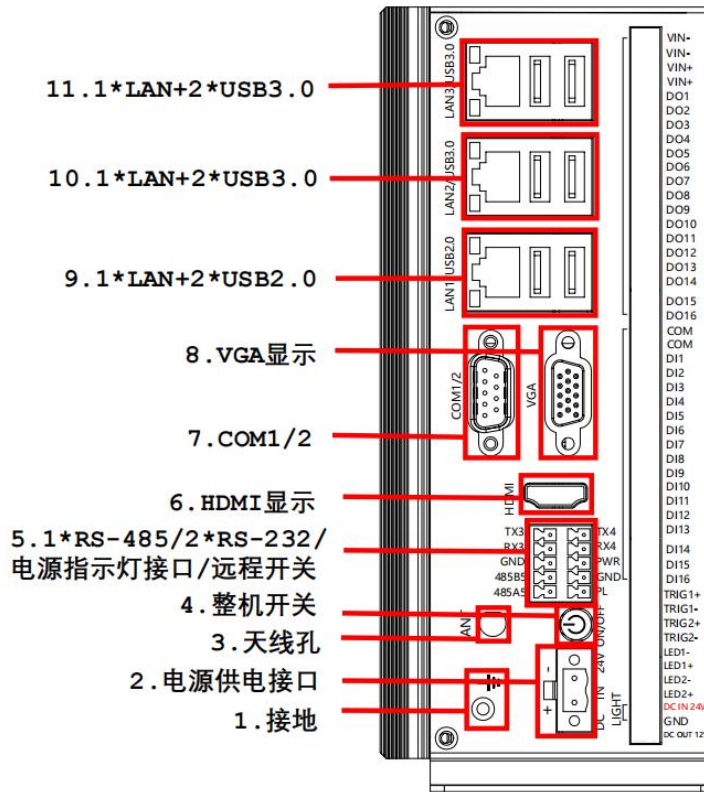 11.1*LAN+2*USB3.0
10.1*LAN+2*USB3.0
9.1*LAN+2*USB2.0
8.VGA显示
7.COM1/2
6.HDMI显示
5.1*RS-485/2*RS-232/
电源指示灯接口/远程开关
4.整机开关
3.天线孔
2.电源供电接口
1.接地
LAN3/USB3.0
LAN2/USB3.0
LAN1/USB2.0
COM1/2
VGA
HDMI
TX3 TX4
RX3 RX4
GND PWR
485B5 GND
485A5 PL
ANT
ON/OFF
DC IN 24V
+ -
LIGHT
VIN-
VIN-
VIN+
VIN+
DO1
DO2
DO3
DO4
DO5
DO6
DO7
DO8
DO9
DO10
DO11
DO12
DO13
DO14
DO15
DO16
COM
COM
DI1
DI2
DI3
DI4
DI5
DI6
DI7
DI8
DI9
DI10
DI11
DI12
DI13
DI14
DI15
DI16
TRIG1+
TRIG1-
TRIG2+
TRIG2-
LED1-
LED1+
LED2-
LED2+
DC IN 24V
GND
DC OUT 12V